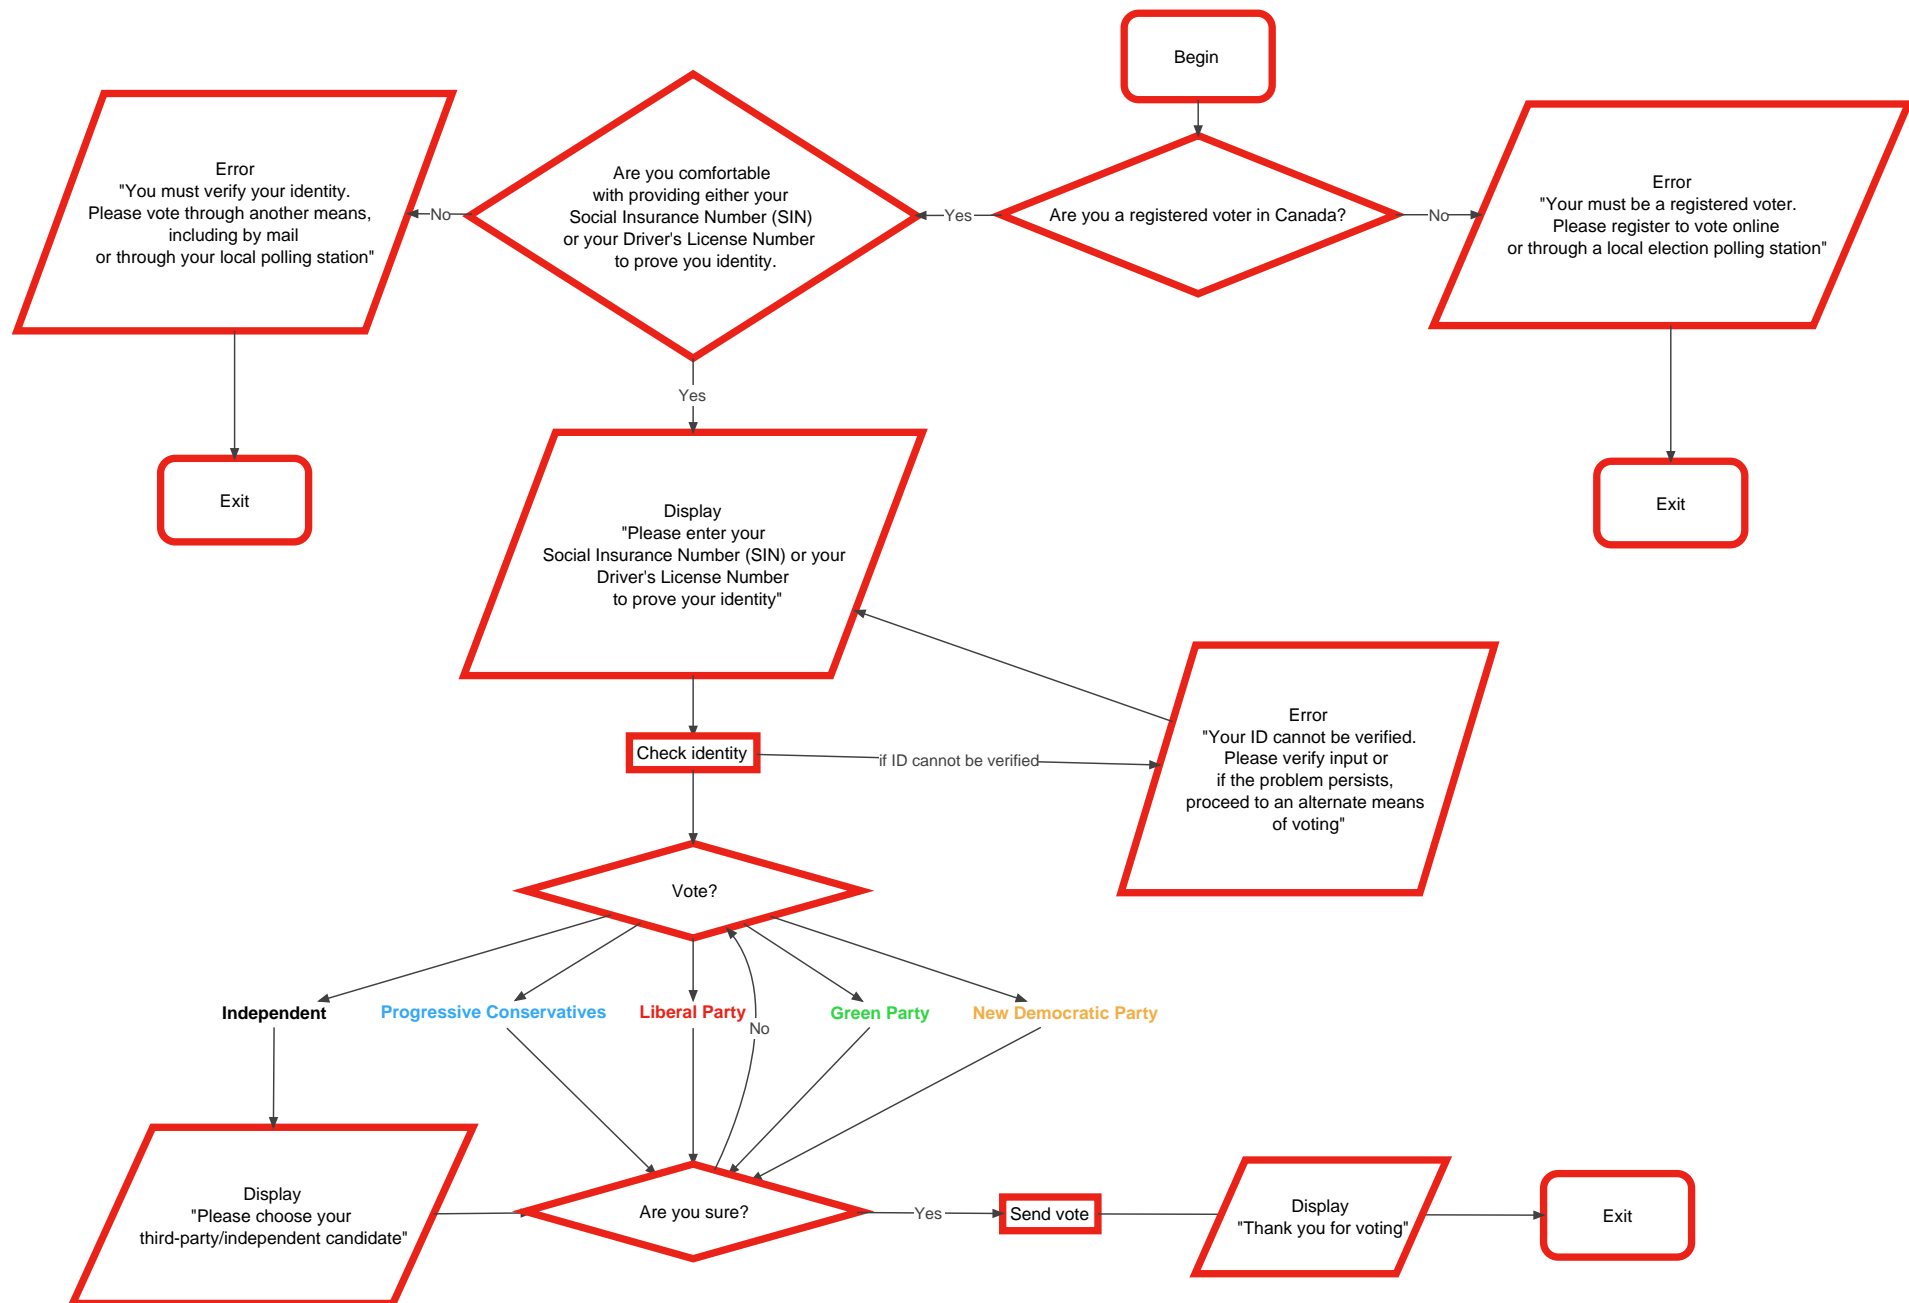 Begin
Are you a registered voter in Canada?
Yes
No
Error
"Your must be a registered voter.
Please register to vote online
or through a local election polling station"
Exit
Are you comfortable
with providing either your
Social Insurance Number (SIN)
or your Driver's License Number
to prove you identity.
No
Error
"You must verify your identity.
Please vote through another means,
including by mail
or through your local polling station"
Exit
Yes
Display
"Please enter your
Social Insurance Number (SIN) or your
Driver's License Number
to prove your identity"
Check identity
if ID cannot be verified
Error
"Your ID cannot be verified.
Please verify input or
if the problem persists,
proceed to an alternate means
of voting"
Vote?
Independent
Progressive Conservatives
Liberal Party
Green Party
New Democratic Party
No
Display
"Please choose your
third-party/independent candidate"
Are you sure?
Yes
Send vote
Display
"Thank you for voting"
Exit